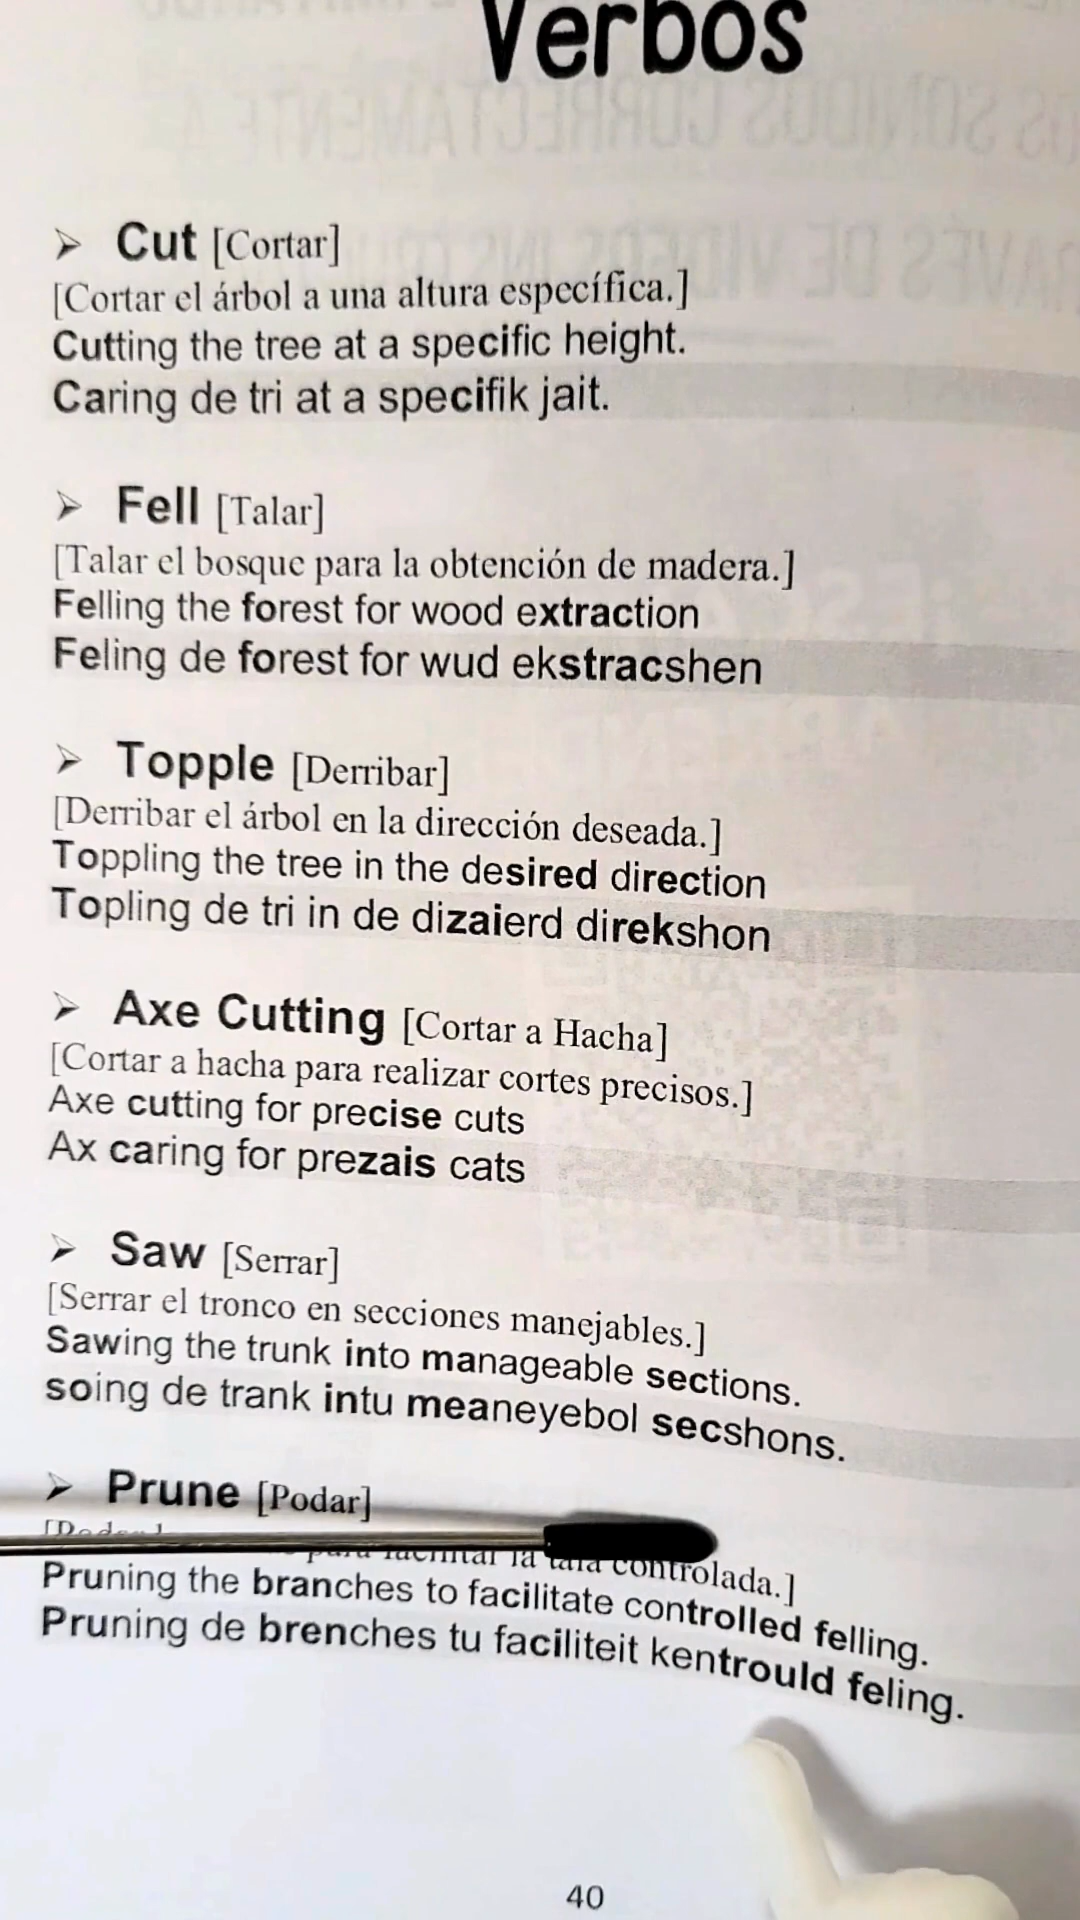 Verbos
➢ Cut [Cortar]
[Cortar el árbol a una altura específica.]
Cutting the tree at a specific height.
Caring de tri at a specifik jait.
➢ Fell [Talar]
[Talar el bosque para la obtención de madera.]
Felling the forest for wood extraction
Feling de forest for wud ekstracshen
➢ Topple [Derribar]
[Derribar el árbol en la dirección deseada.]
Toppling the tree in the desired direction
Topling de tri in de dizaierd direkshon
➢ Axe Cutting [Cortar a Hacha]
[Cortar a hacha para realizar cortes precisos.]
Axe cutting for precise cuts
Ax caring for prezais cats
➢ Saw [Serrar]
[Serrar el tronco en secciones manejables.]
Sawing the trunk into manageable sections.
soing de trank intu meaneyebol secshons.
➢ Prune [Podar]
para facilitar la tala controlada.]
Pruning the branches to facilitate controlled felling.
Pruning de brenches tu faciliteit kentrould feling.
40